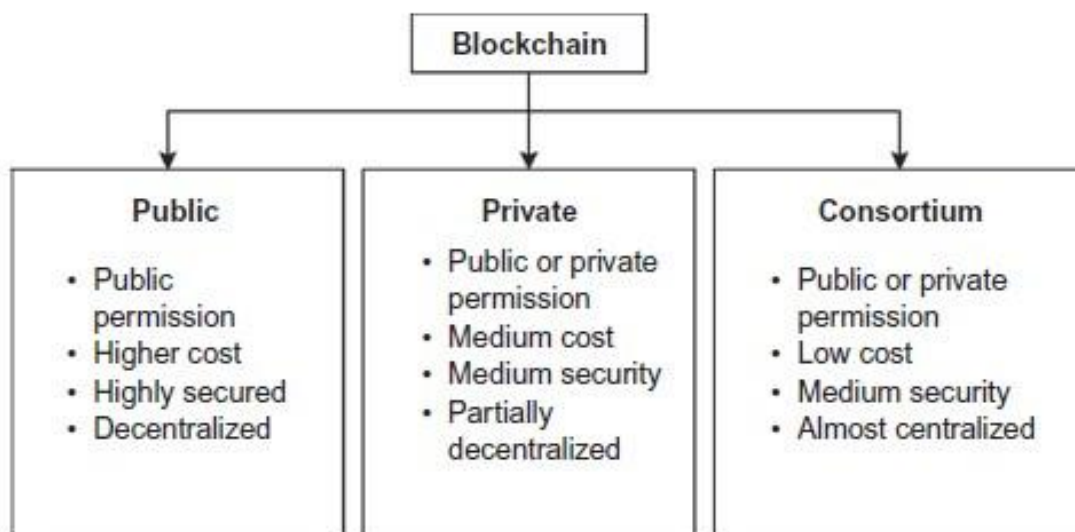 Blockchain
Public
• Public
permission
• Higher cost
• Highly secured
• Decentralized
Private
• Public or private
permission
• Medium cost
• Medium security
• Partially
decentralized
Consortium
• Public or private
permission
• Low cost
• Medium security
• Almost centralized